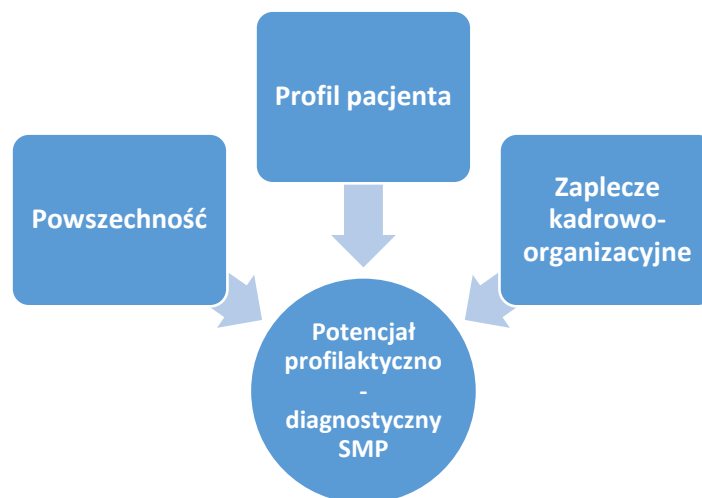 Profil pacjenta
Powszechność
Zaplecze
kadrowo-
organizacyjne
Potencjał
profilaktyczno
-
diagnostyczny
SMP